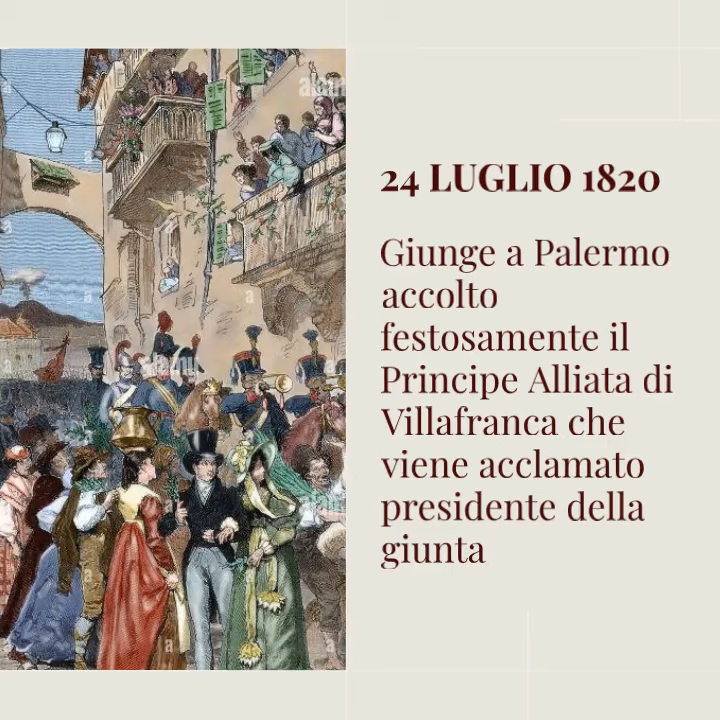 24 LUGLIO 1820
Giunge a Palermo
accolto
festosamente il
Principe Alliata di
Villafranca che
viene acclamato
presidente della
giunta